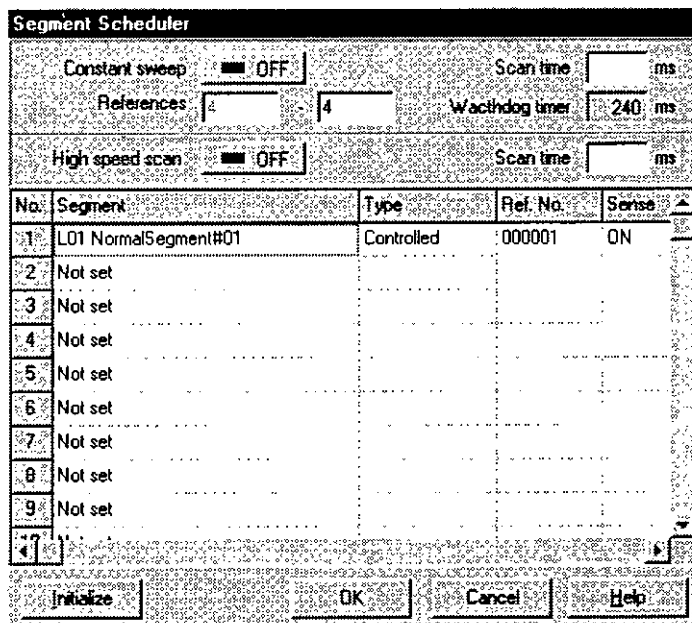 Segment Scheduler
Constant sweep OFF Scan time ms
References 4 - 4 Wacthdog timer 240 ms
High speed scan OFF Scan time ms
No. Segment Type Ref. No. Sense
1 L01 NormalSegment#01 Controlled 000001 ON
2 Not set
3 Not set
4 Not set
5 Not set
6 Not set
7 Not set
8 Not set
9 Not set
Initialize OK Cancel Help